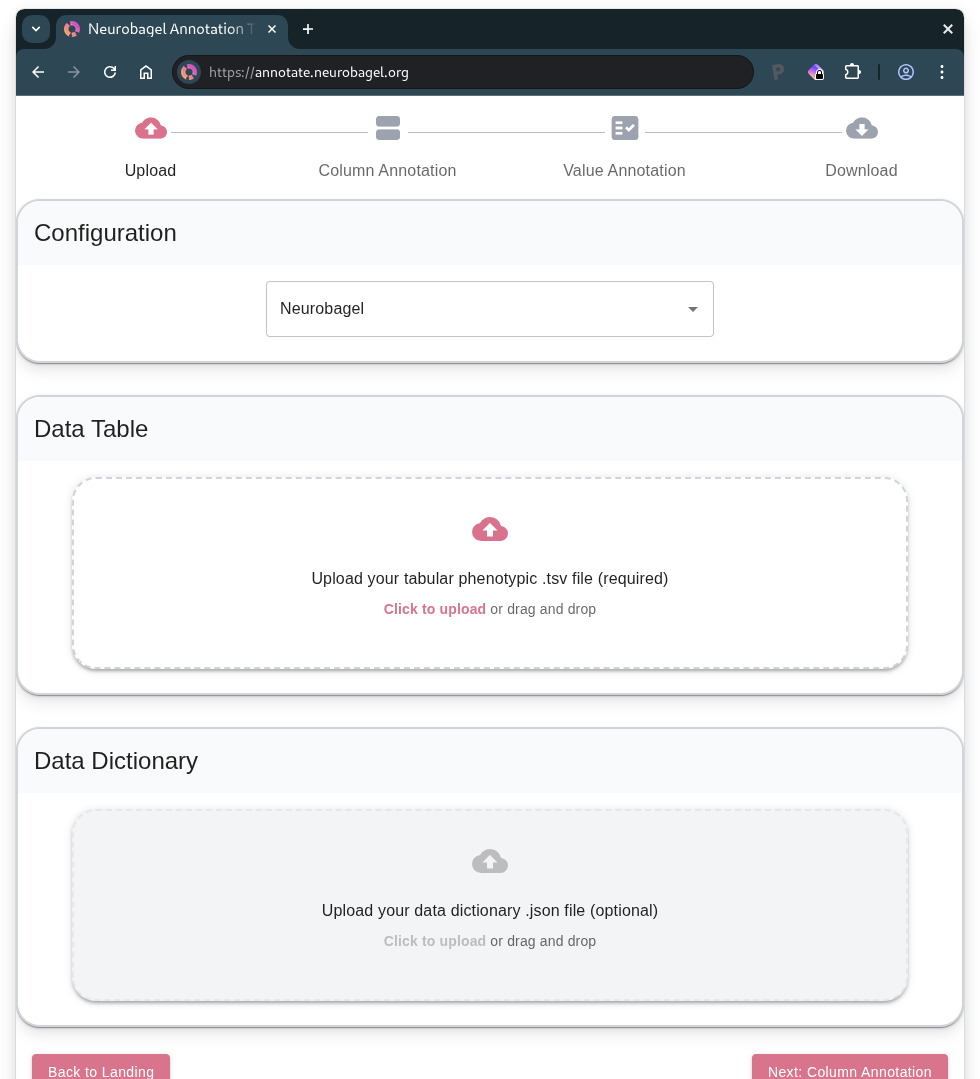 Neurobagel Annotation T
https://annotate.neurobagel.org
Upload
Column Annotation
Value Annotation
Download
Configuration
Neurobagel
Data Table
Upload your tabular phenotypic .tsv file (required)
Click to upload or drag and drop
Data Dictionary
Upload your data dictionary .json file (optional)
Click to upload or drag and drop
Back to Landing
Next: Column Annotation